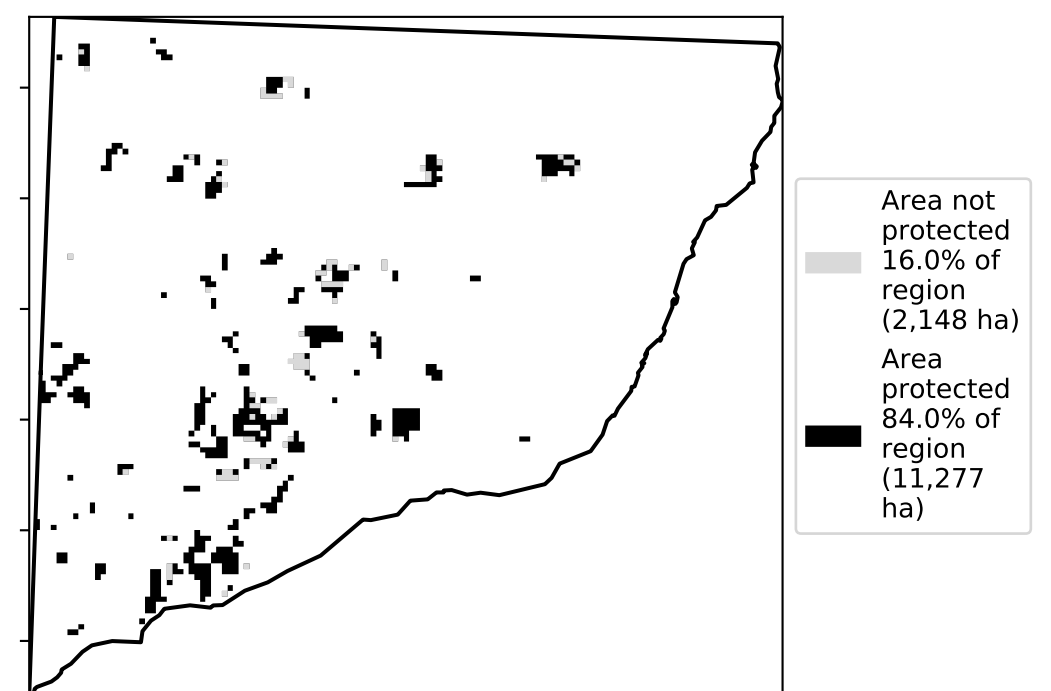 Area not
protected
16.0% of
region
(2,148 ha)
Area
protected
84.0% of
region
(11,277
ha)